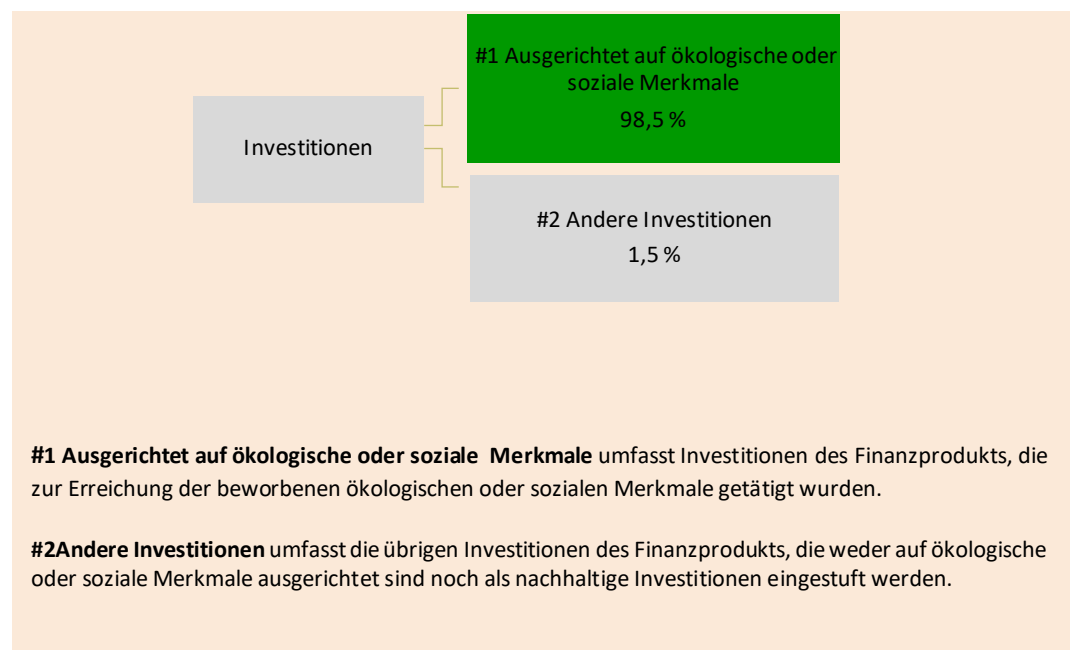 #1 Ausgerichtet auf ökologische oder
soziale Merkmale
98,5 %
Investitionen
#2 Andere Investitionen
1,5 %
#1 Ausgerichtet auf ökologische oder soziale Merkmale umfasst Investitionen des Finanzprodukts, die
zur Erreichung der beworbenen ökologischen oder sozialen Merkmale getätigt wurden.
#2Andere Investitionen umfasst die übrigen Investitionen des Finanzprodukts, die weder auf ökologische
oder soziale Merkmale ausgerichtet sind noch als nachhaltige Investitionen eingestuft werden.